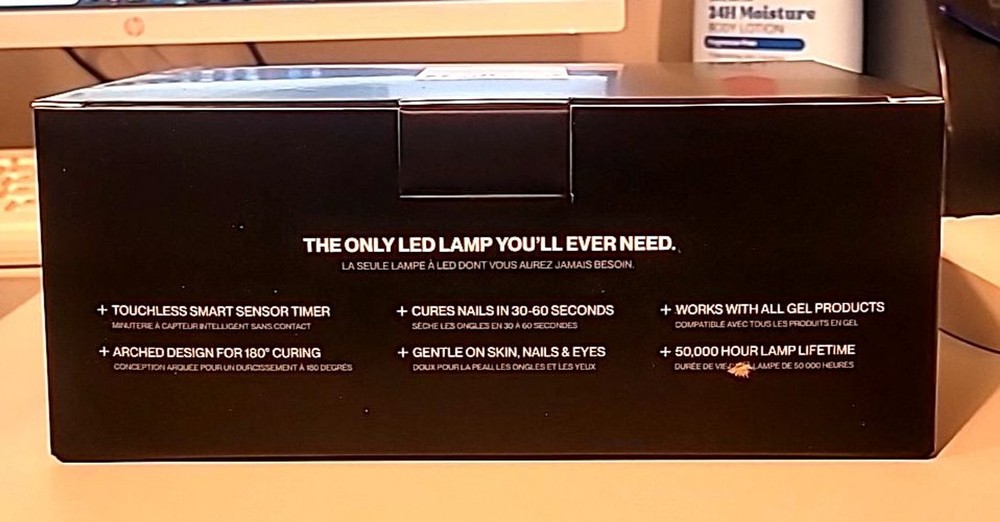 24H Moisture
BODY LOTION
THE ONLY LED LAMP YOU'LL EVER NEED.
LA SEULE LAMPE À LED DONT VOUS AUREZ JAMAIS BESOIN.
+ TOUCHLESS SMART SENSOR TIMER
MINUTERIE À CAPTEUR INTELLIGENT SANS CONTACT
+ ARCHED DESIGN FOR 180° CURING
CONCEPTION ARQUÉE POUR UN DURCISSEMENT À 180 DEGRÉS
+ CURES NAILS IN 30-60 SECONDS
SÈCHE LES ONGLES EN 30 À 60 SECONDES
+ GENTLE ON SKIN, NAILS & EYES
DOUX POUR LA PEAU, LES ONGLES ET LES YEUX
+ WORKS WITH ALL GEL PRODUCTS
COMPATIBLE AVEC TOUS LES PRODUITS EN GEL
+ 50,000 HOUR LAMP LIFETIME
DURÉE DE VIE LAMPE DE 50 000 HEURES